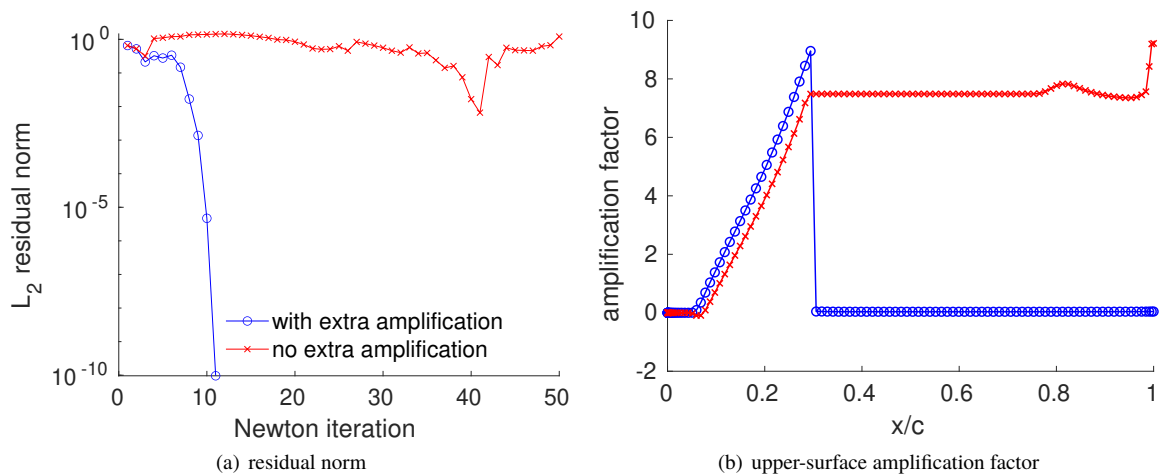 10^0
10^-5
10^-10
L_2 residual norm
with extra amplification
no extra amplification
0 10 20 30 40 50
Newton iteration
(a) residual norm
10
8
6
4
2
0
-2
amplification factor
0 0.2 0.4 0.6 0.8 1
x/c
(b) upper-surface amplification factor